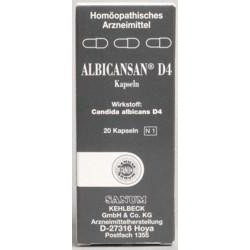 Homöopathisches
Arzneimittel
ALBICANSAN® D4
Kapseln
Wirkstoff:
Candida albicans D4
20 Kapseln N 1
SANUM
KEHLBECK
GmbH & Co. KG
Arzneimittelherstellung
D-27316 Hoya
Postfach 1355